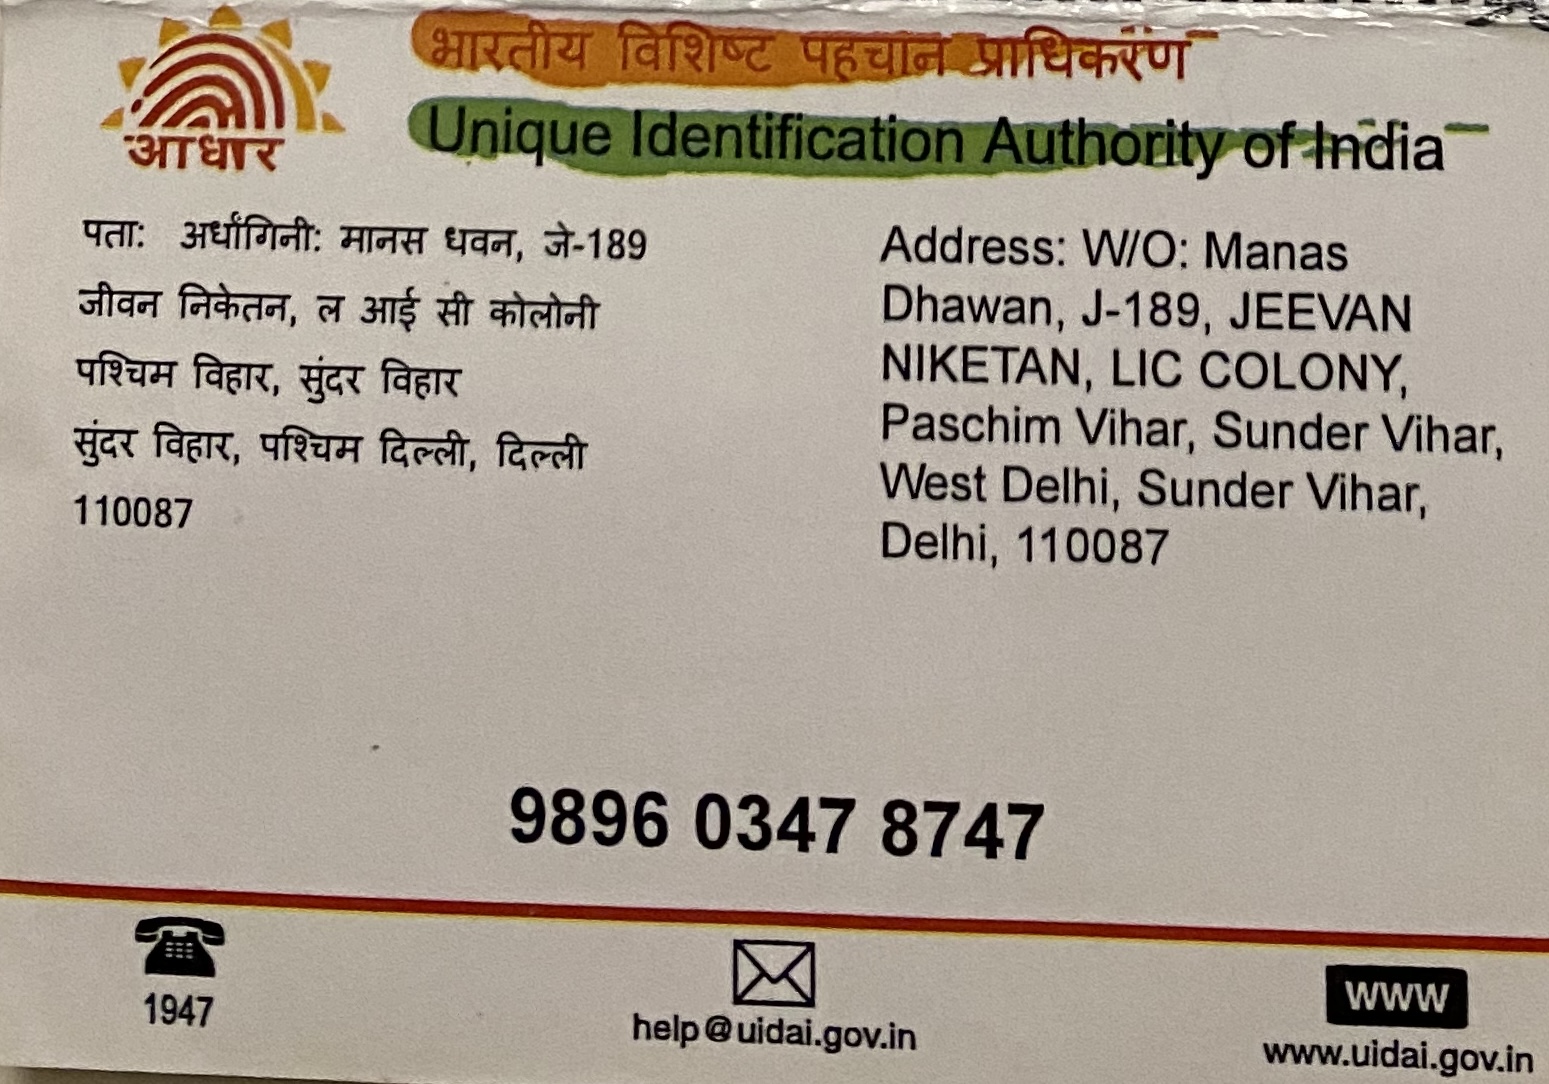 आधार
भारतीय विशिष्ट पहचान प्राधिकरण
Unique Identification Authority of India
पता: अर्धांगिनी: मानस धवन, जे-189
जीवन निकेतन, ल आई सी कोलोनी
पश्चिम विहार, सुंदर विहार
सुंदर विहार, पश्चिम दिल्ली, दिल्ली
110087
Address: W/O: Manas
Dhawan, J-189, JEEVAN
NIKETAN, LIC COLONY,
Paschim Vihar, Sunder Vihar,
West Delhi, Sunder Vihar,
Delhi, 110087
9896 0347 8747
1947
help@uidai.gov.in
www
www.uidai.gov.in